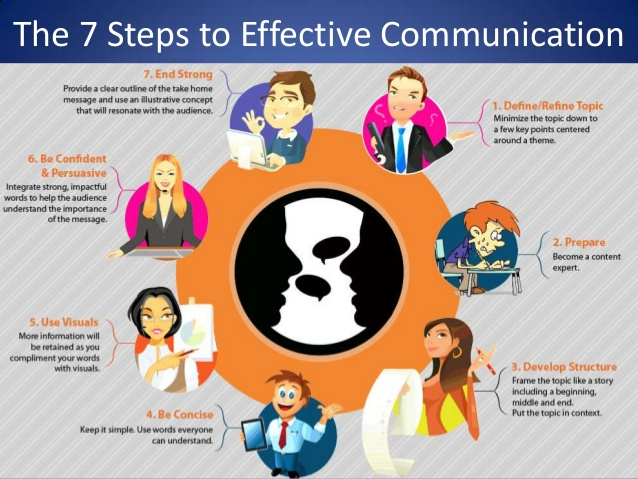 The 7 Steps to Effective Communication
1. Define/Refine Topic
Minimize the topic down to
a few key points centered
around a theme.
2. Prepare
Become a content
expert.
3. Develop Structure
Frame the topic like a story
including a beginning,
middle and end.
Put the topic in context.
4. Be Concise
Keep it simple. Use words everyone
can understand.
5. Use Visuals
More information will
be retained as you
compliment your words
with visuals.
6. Be Confident
& Persuasive
Integrate strong, impactful
words to help the audience
understand the importance
of the message.
7. End Strong
Provide a clear outline of the take home
message and use an illustrative concept
that will resonate with the audience.